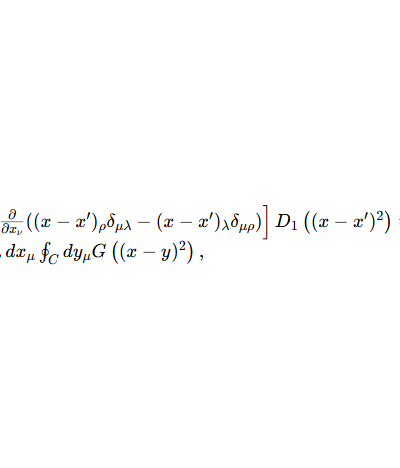 ∂/∂x_ν ((x − x′)_ρ δ_μλ − (x − x′)_λ δ_μρ)] D_1 ((x − x′)^2)
dx_μ ∮_C dy_μ G ((x − y)^2) ,